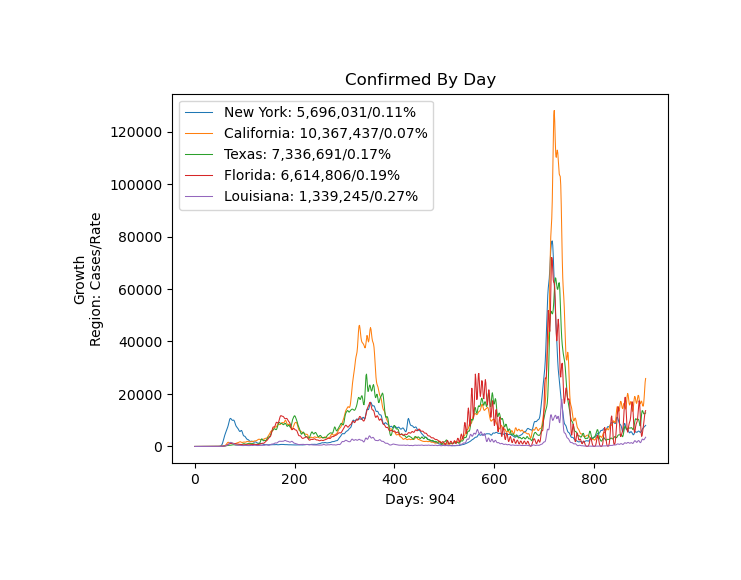 Confirmed By Day
New York: 5,696,031/0.11%
California: 10,367,437/0.07%
Texas: 7,336,691/0.17%
Florida: 6,614,806/0.19%
Louisiana: 1,339,245/0.27%
120000
100000
80000
60000
40000
20000
0
Growth
Region: Cases/Rate
0 200 400 600 800
Days: 904